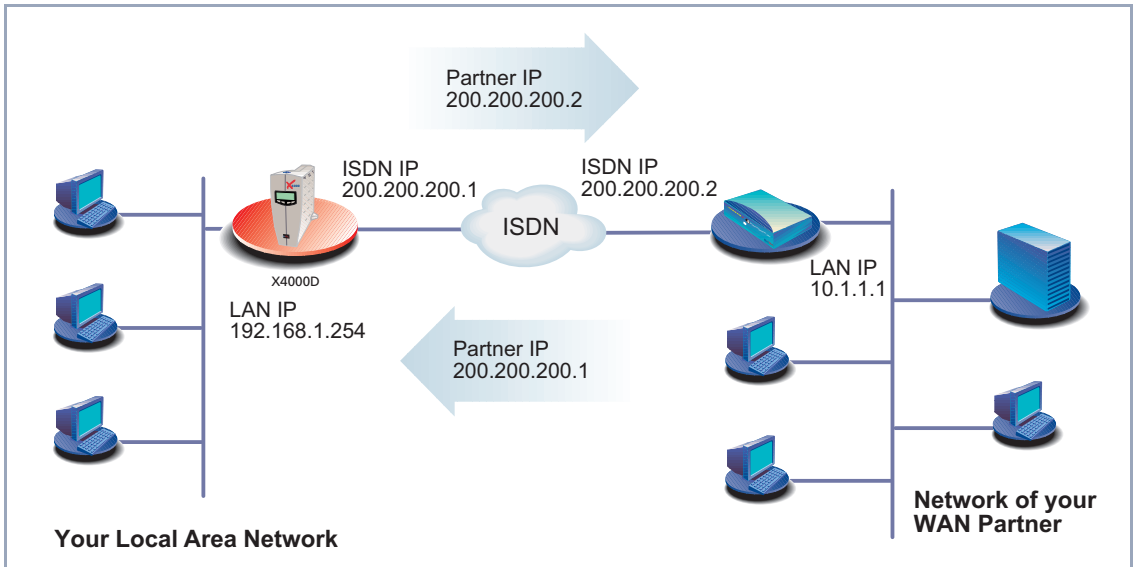 Partner IP
200.200.200.2
ISDN IP
200.200.200.1
ISDN IP
200.200.200.2
ISDN
X4000D
LAN IP
192.168.1.254
LAN IP
10.1.1.1
Partner IP
200.200.200.1
Your Local Area Network
Network of your
WAN Partner